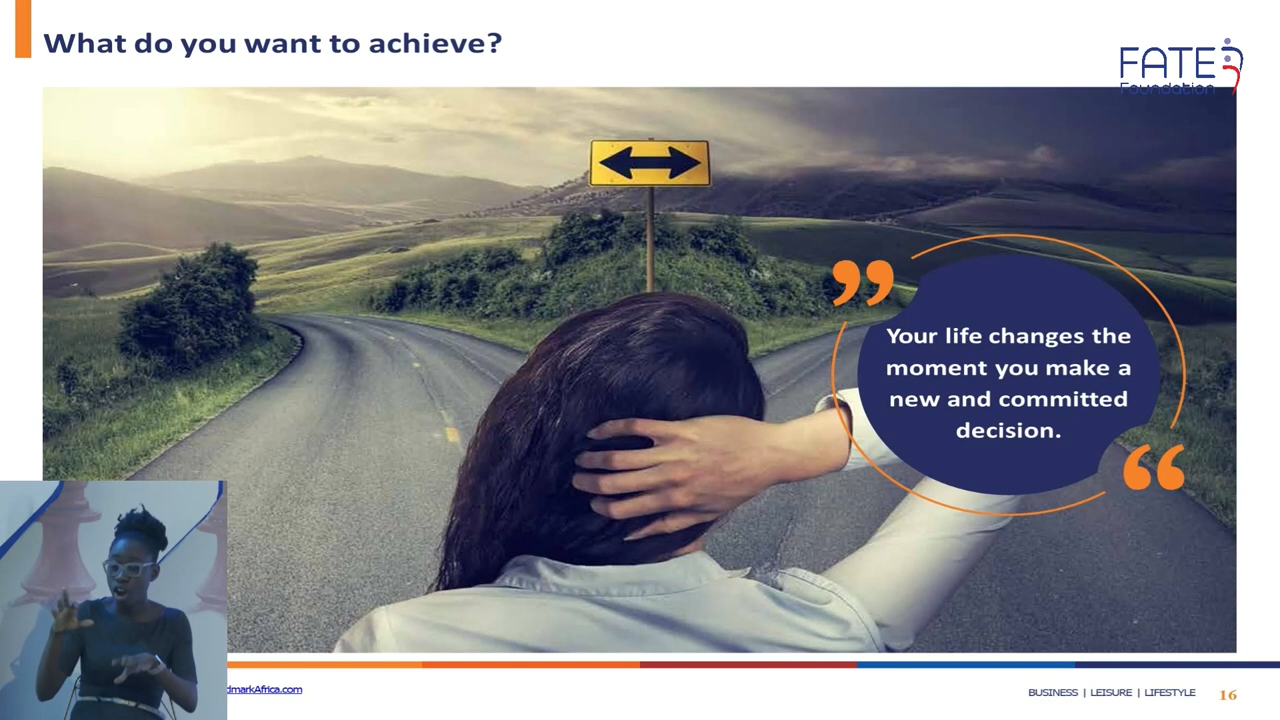 What do you want to achieve?
FATE
Foundation
Your life changes the
moment you make a
new and committed
decision.
dmarkAfrica.com
BUSINESS | LEISURE | LIFESTYLE
16